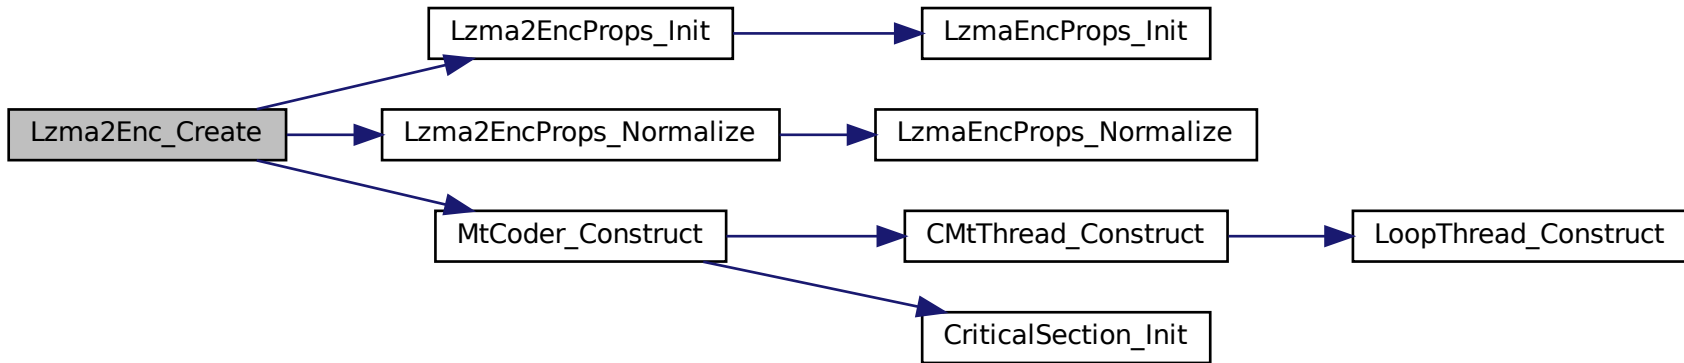 Lzma2EncProps_Init
LzmaEncProps_Init
Lzma2Enc_Create
Lzma2EncProps_Normalize
LzmaEncProps_Normalize
MtCoder_Construct
CMtThread_Construct
LoopThread_Construct
CriticalSection_Init